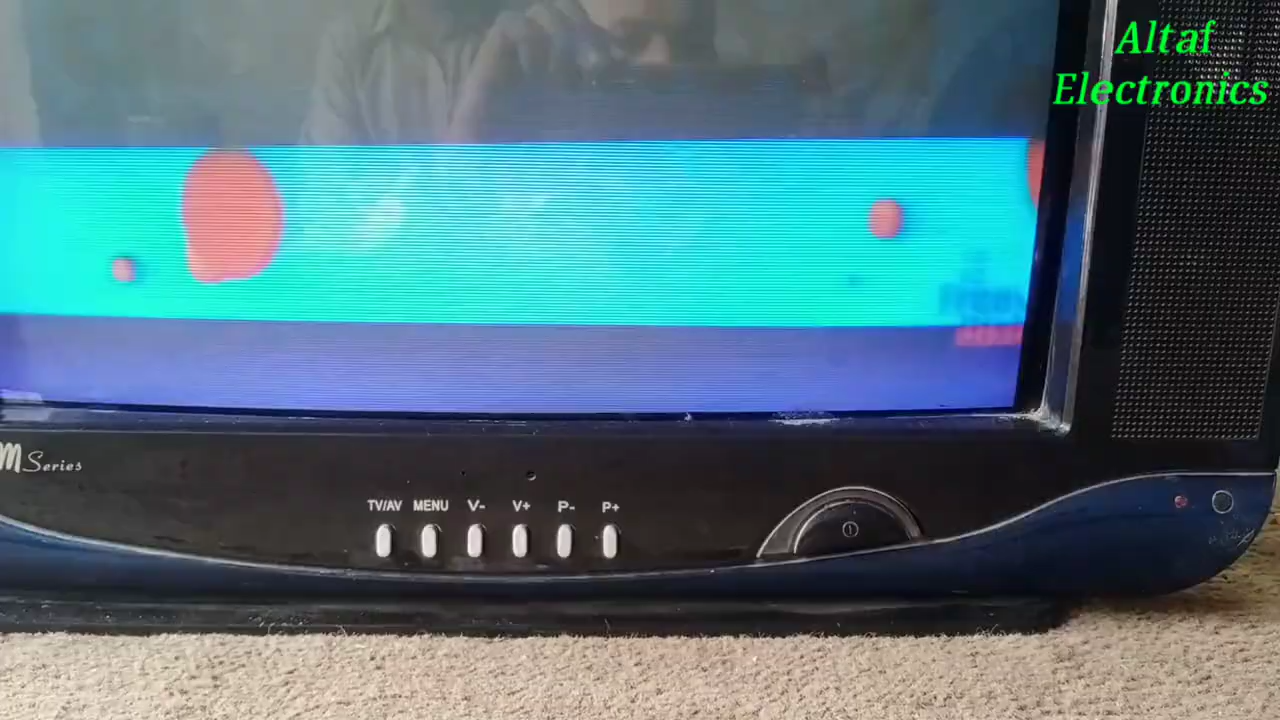 Altaf
Electronics
M Series
TV/AV MENU V- V+ P- P+